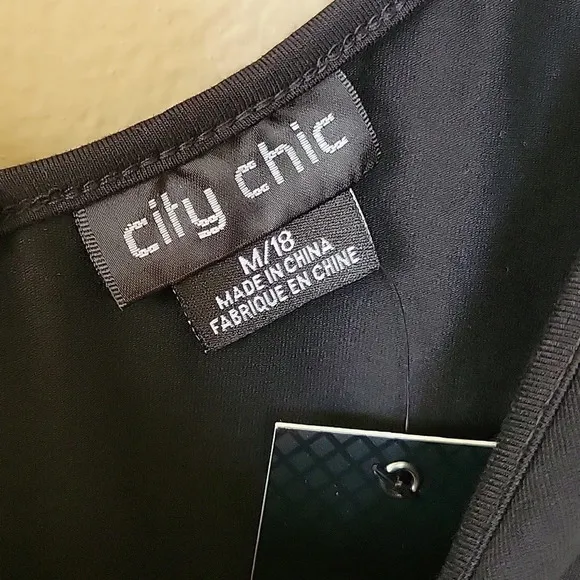 city chic
M/18
MADE IN CHINA
FABRIQUE EN CHINE